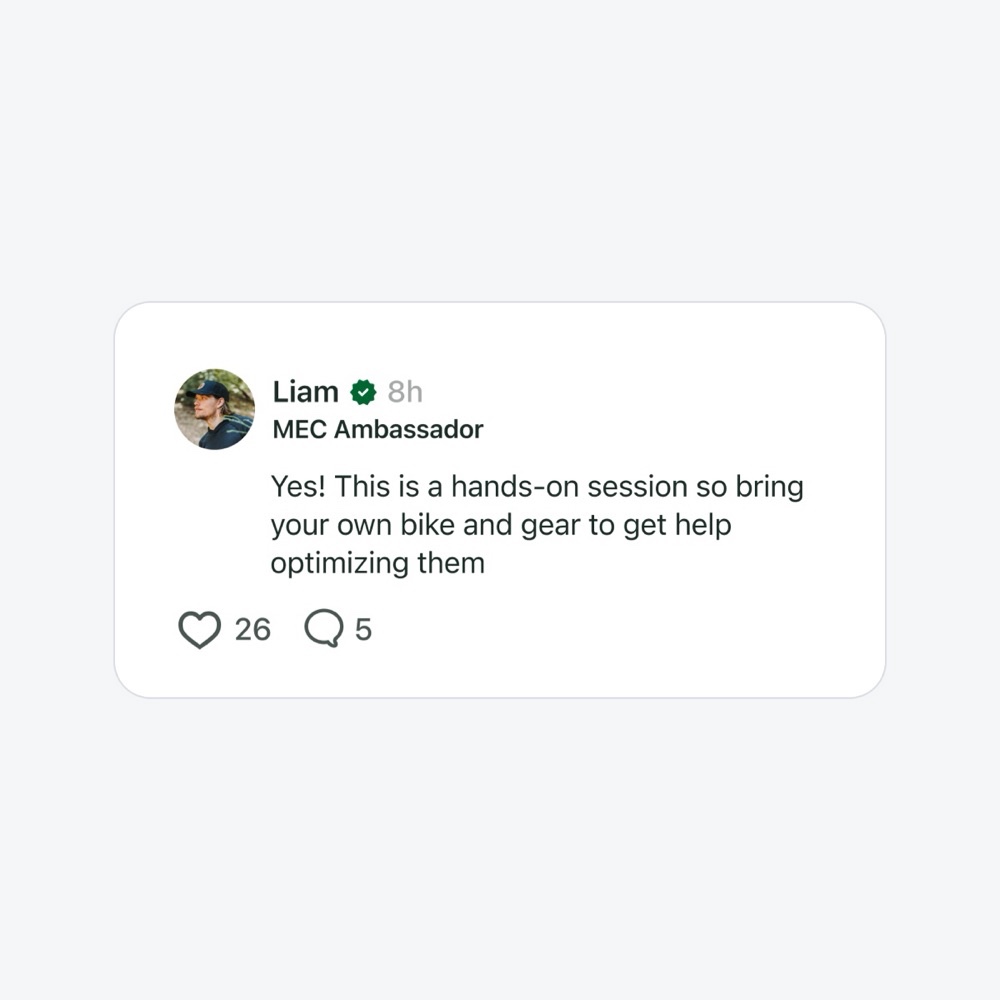 Liam 8h
MEC Ambassador
Yes! This is a hands-on session so bring
your own bike and gear to get help
optimizing them
26 5